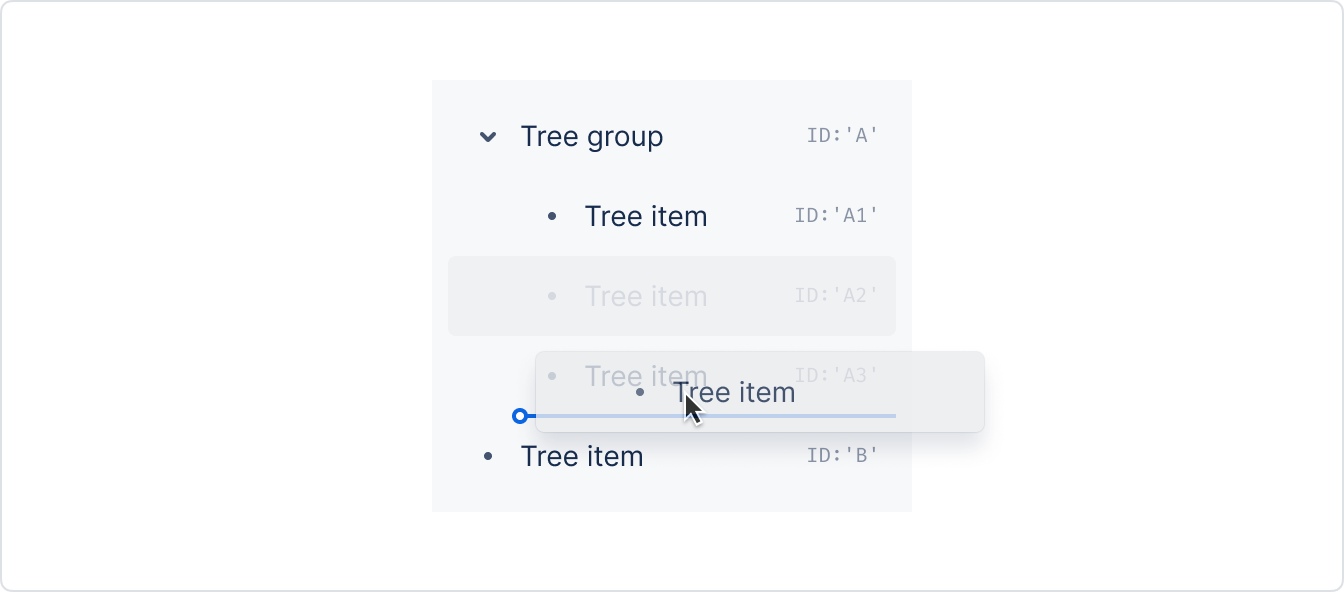 Tree group ID:'A'
Tree item ID:'A1'
Tree item ID:'A2'
Tree item ID:'A3'
Tree item
Tree item ID:'B'